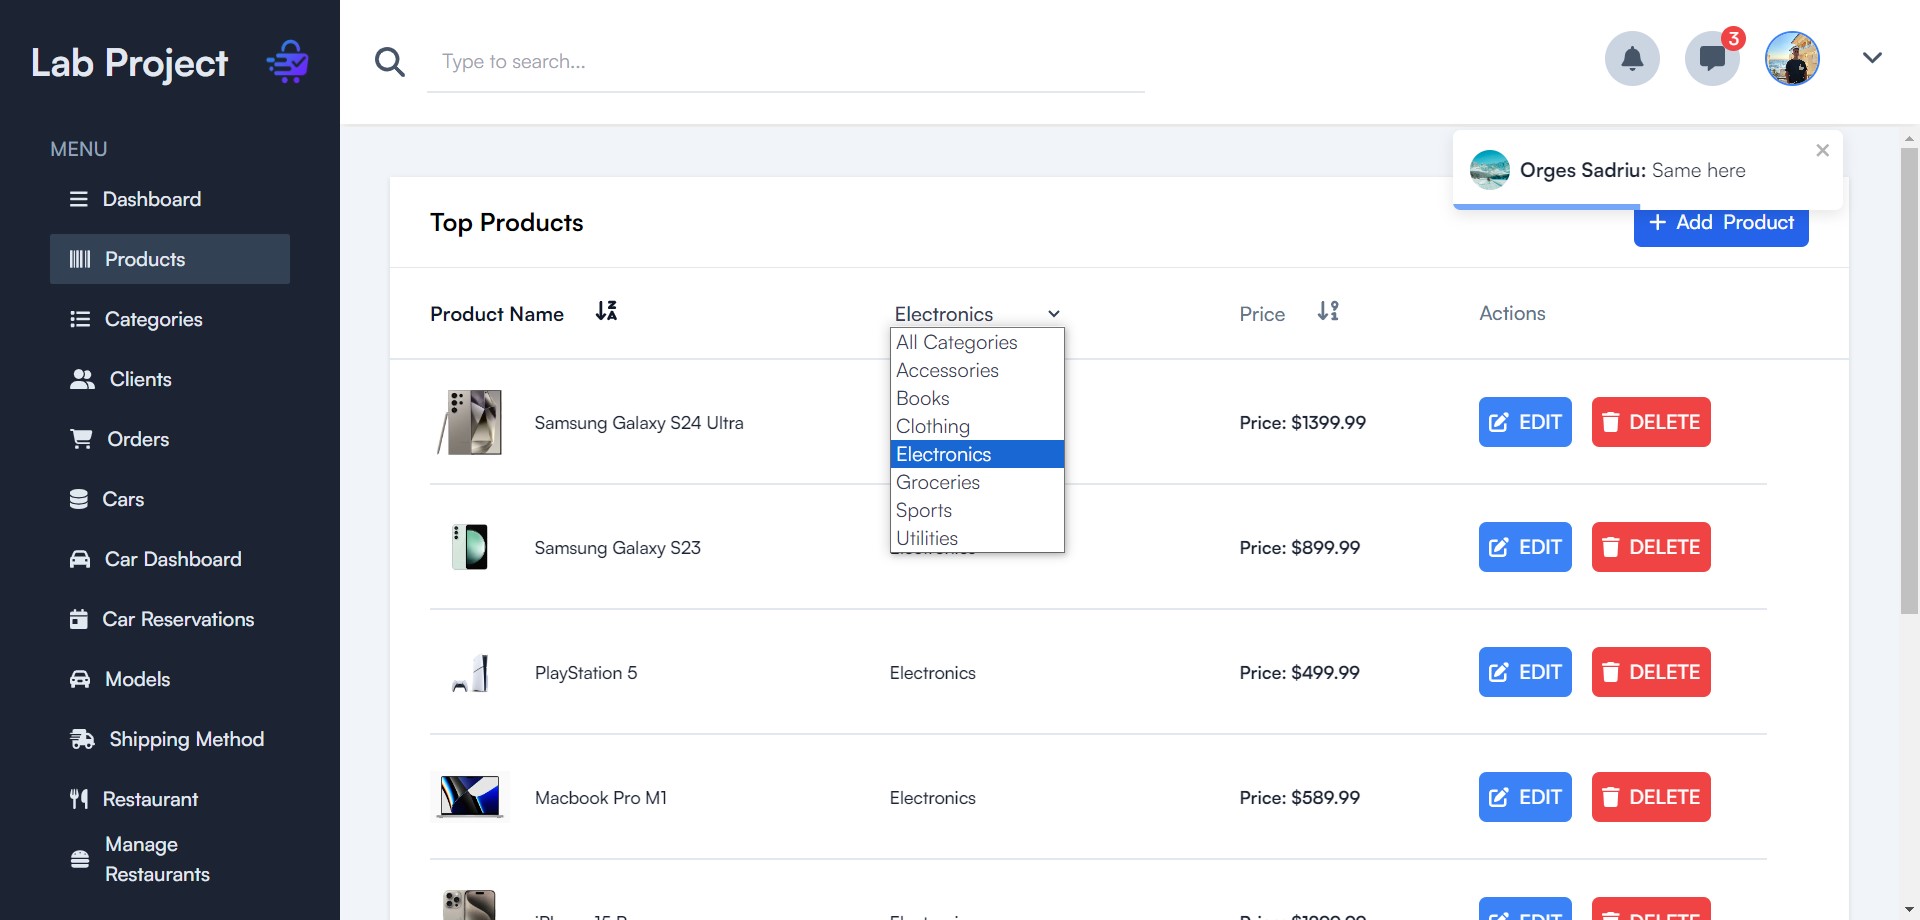 Lab Project
Type to search...
3
MENU
Dashboard
Products
Categories
Clients
Orders
Cars
Car Dashboard
Car Reservations
Models
Shipping Method
Restaurant
Manage
Restaurants
Orges Sadriu: Same here
Top Products
+ Add Product
Product Name
Electronics
Price
Actions
All Categories
Accessories
Books
Clothing
Electronics
Groceries
Sports
Utilities
Samsung Galaxy S24 Ultra
Price: $1399.99
EDIT
DELETE
Samsung Galaxy S23
Price: $899.99
EDIT
DELETE
PlayStation 5
Electronics
Price: $499.99
EDIT
DELETE
Macbook Pro M1
Electronics
Price: $589.99
EDIT
DELETE
EDIT
DELETE